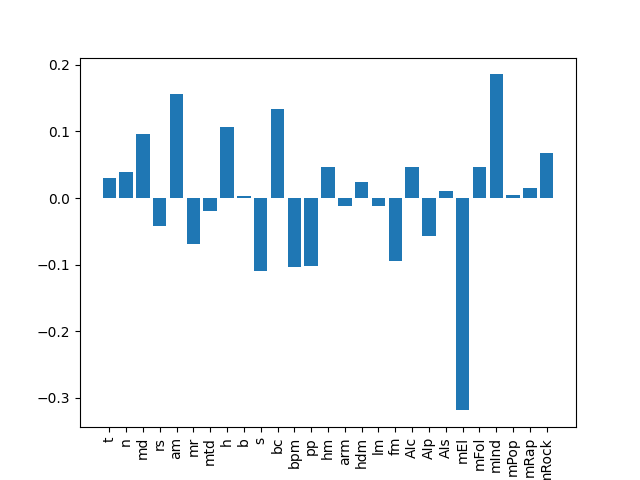 0.2
0.1
0.0
−0.1
−0.2
−0.3
t
n
md
rs
am
mr
mtd
h
b
s
bc
bpm
pp
hm
arm
hdm
lm
fm
Alc
Alp
Als
mEl
mFol
mInd
mPop
mRap
mRock